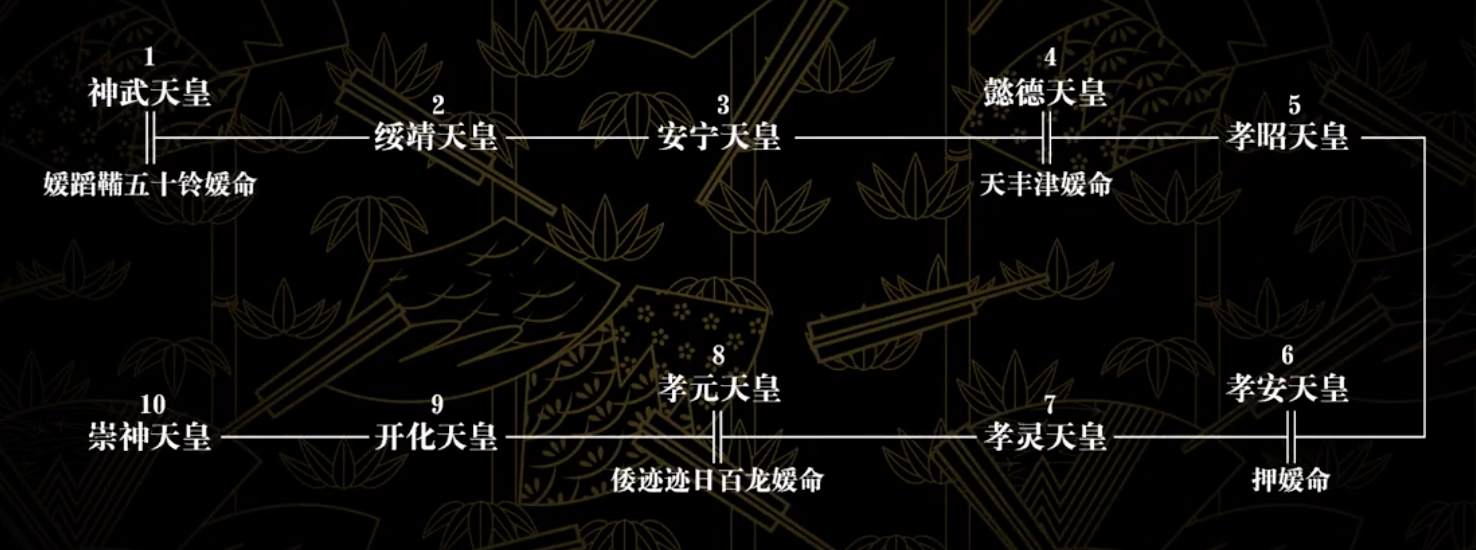 1
神武天皇
媛蹈鞴五十铃媛命
2
绥靖天皇
3
安宁天皇
4
懿德天皇
天丰津媛命
5
孝昭天皇
6
孝安天皇
押媛命
7
孝灵天皇
8
孝元天皇
倭迹迹日百龙媛命
9
开化天皇
10
崇神天皇